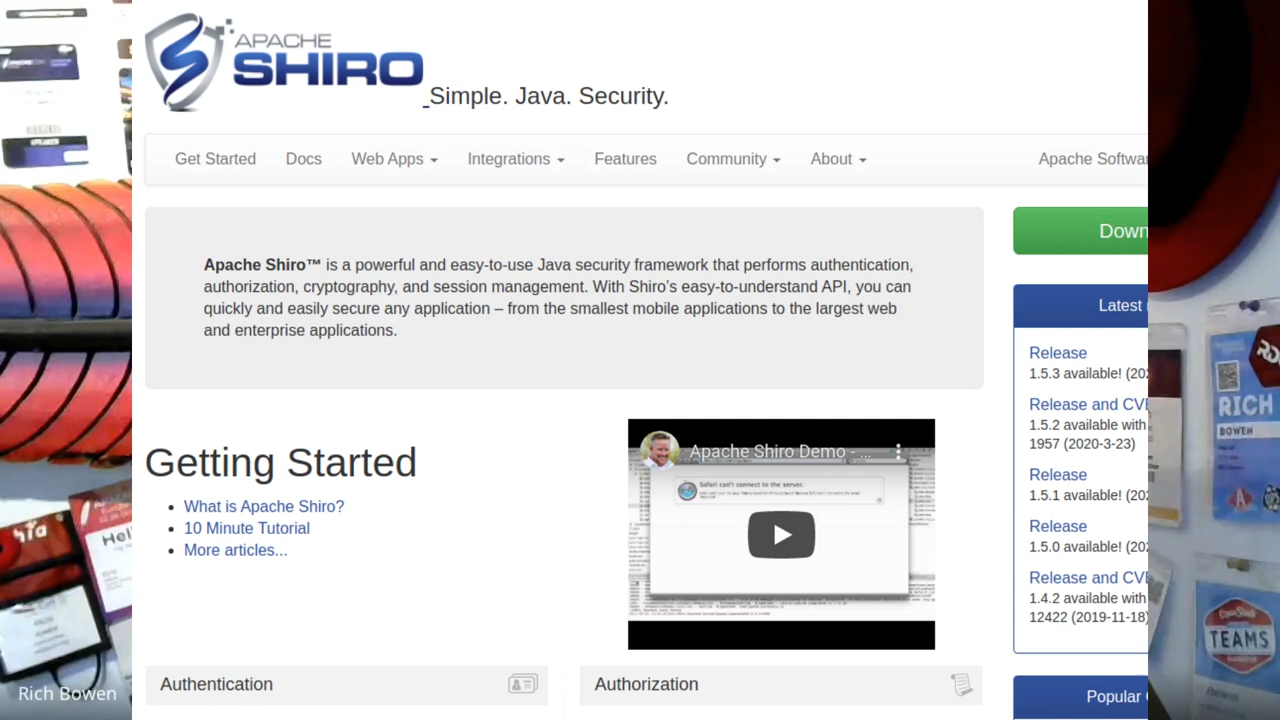 APACHE
SHIRO
Simple. Java. Security.
Get Started Docs Web Apps Integrations Features Community About Apache Softwar
Apache Shiro™ is a powerful and easy-to-use Java security framework that performs authentication,
authorization, cryptography, and session management. With Shiro's easy-to-understand API, you can
quickly and easily secure any application – from the smallest mobile applications to the largest web
and enterprise applications.
Getting Started
What is Apache Shiro?
10 Minute Tutorial
More articles...
Apache Shiro Demo - ...
Safari can't connect to the server.
Authentication
Authorization
Down
Latest
Release
1.5.3 available! (202
Release and CVE
1.5.2 available with
1957 (2020-3-23)
Release
1.5.1 available! (202
Release
1.5.0 available! (202
Release and CVE
1.4.2 available with
12422 (2019-11-18)
Popular
RICH
BOWEN
TEAMS
Hel
Rich Bowen